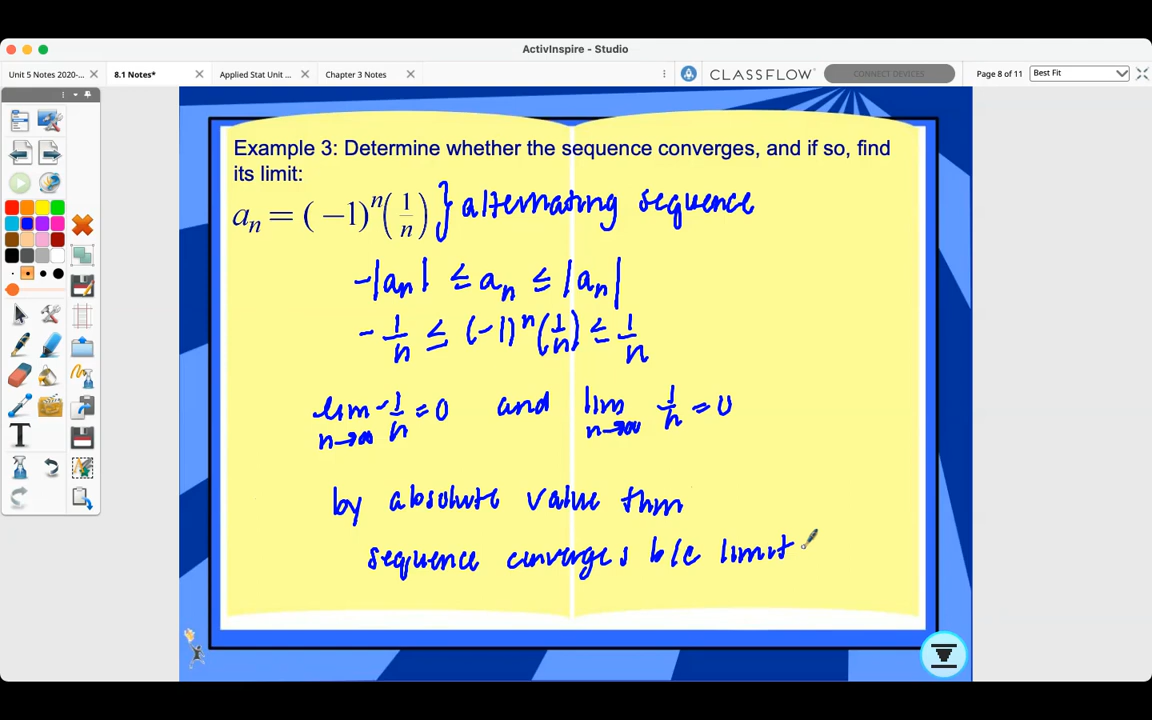 ActivInspire - Studio
Unit 5 Notes 2020-... 8.1 Notes* Applied Stat Unit ... Chapter 3 Notes CLASSFLOW CONNECT DEVICES Page 8 of 11 Best Fit
Example 3: Determine whether the sequence converges, and if so, find
its limit:
aₙ = (−1)ⁿ(1/n) } alternating sequence
-|aₙ| ≤ aₙ ≤ |aₙ|
-1/n ≤ (-1)ⁿ(1/n) ≤ 1/n
lim n→∞ -1/n = 0 and lim n→∞ 1/n = 0
by absolute value thm
sequence converges b/c limit